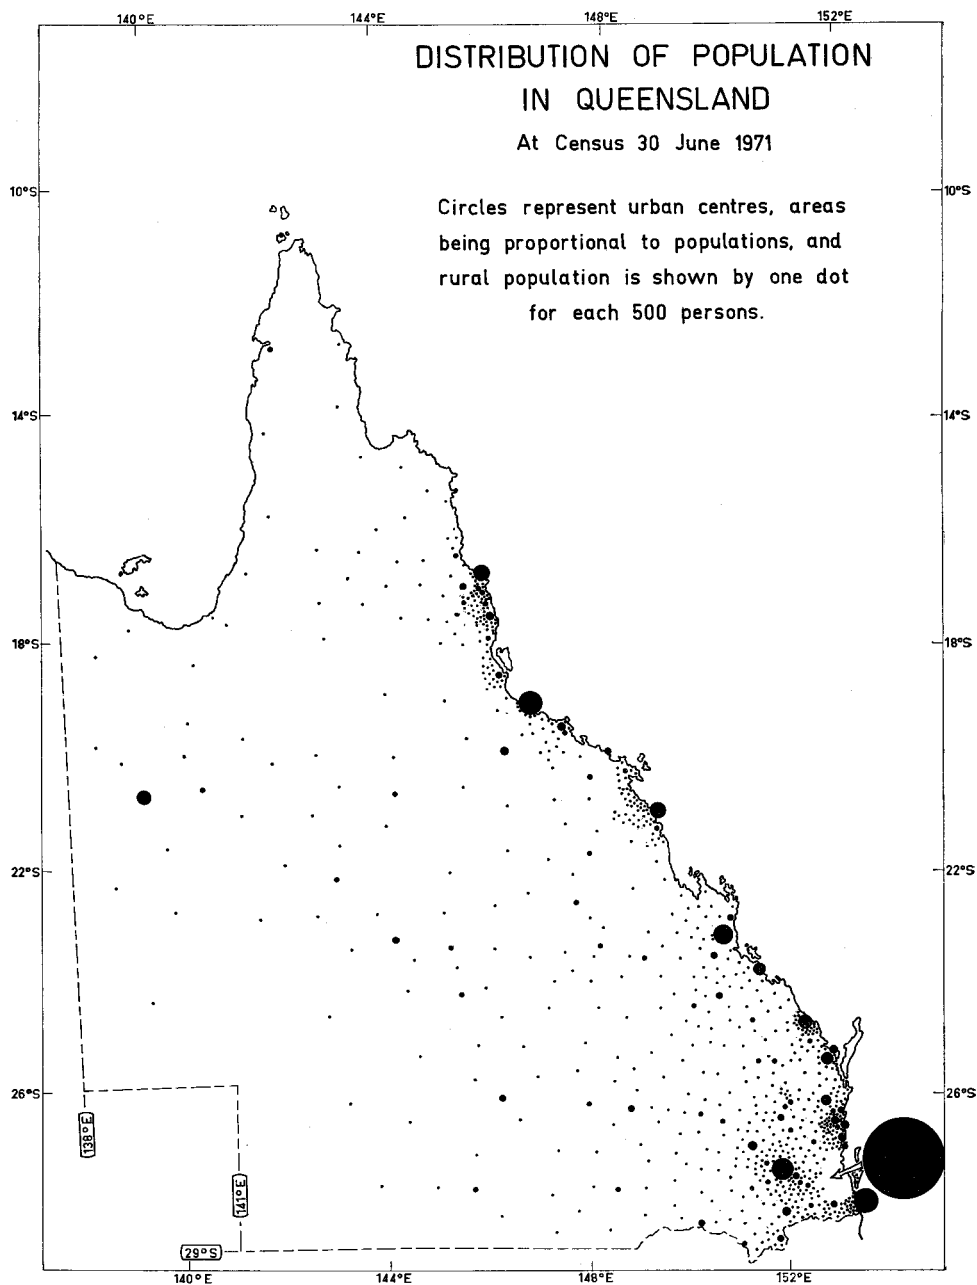 140°E 144°E 148°E 152°E
DISTRIBUTION OF POPULATION
IN QUEENSLAND
At Census 30 June 1971
10°S 10°S
Circles represent urban centres, areas
being proportional to populations, and
rural population is shown by one dot
for each 500 persons.
14°S 14°S
18°S 18°S
22°S 22°S
26°S 26°S
138°E
141°E
29°S
140°E 144°E 148°E 152°E